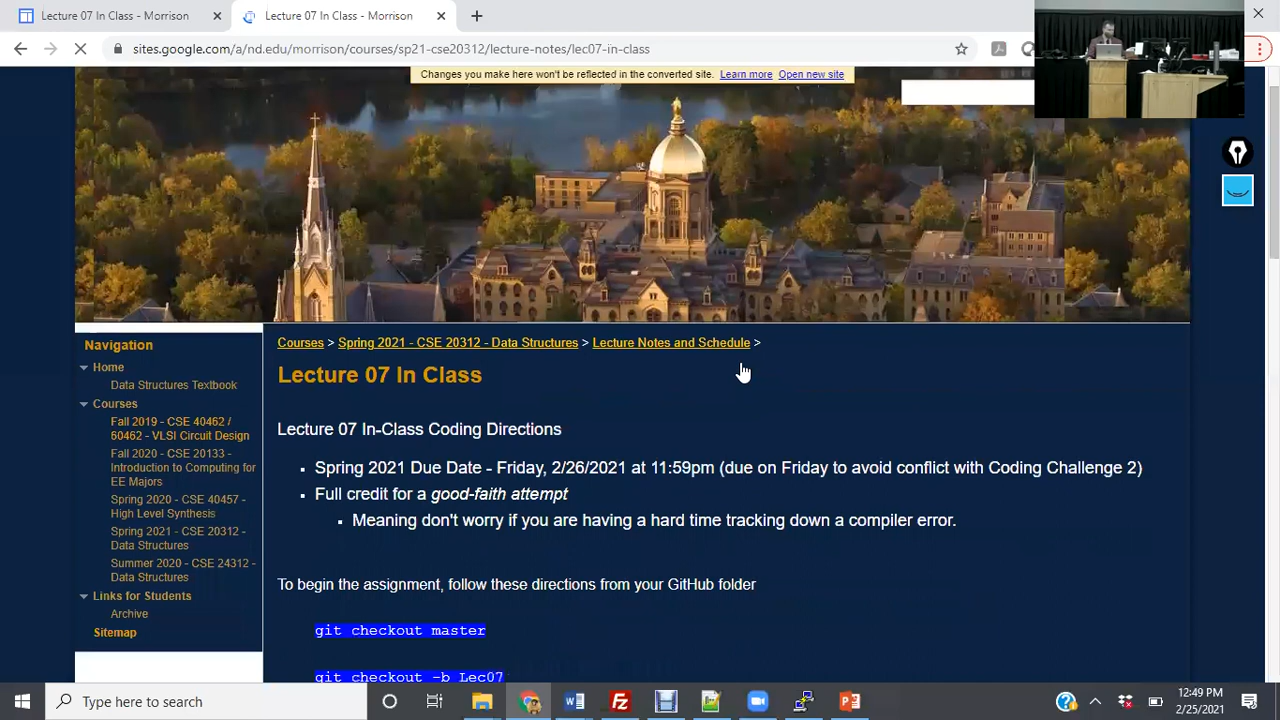 Lecture 07 In Class - Morrison
Lecture 07 In Class - Morrison
sites.google.com/a/nd.edu/morrison/courses/sp21-cse20312/lecture-notes/lec07-in-class
Changes you make here won't be reflected in the converted site. Learn more Open new site
Navigation
Home
Data Structures Textbook
Courses
Fall 2019 - CSE 40462 /
60462 - VLSI Circuit Design
Fall 2020 - CSE 20133 -
Introduction to Computing for
EE Majors
Spring 2020 - CSE 40457 -
High Level Synthesis
Spring 2021 - CSE 20312 -
Data Structures
Summer 2020 - CSE 24312 -
Data Structures
Links for Students
Archive
Sitemap
Courses > Spring 2021 - CSE 20312 - Data Structures > Lecture Notes and Schedule >
Lecture 07 In Class
Lecture 07 In-Class Coding Directions
Spring 2021 Due Date - Friday, 2/26/2021 at 11:59pm (due on Friday to avoid conflict with Coding Challenge 2)
Full credit for a good-faith attempt
Meaning don't worry if you are having a hard time tracking down a compiler error.
To begin the assignment, follow these directions from your GitHub folder
git checkout master
git checkout -b Lec07
Type here to search
12:49 PM
2/25/2021